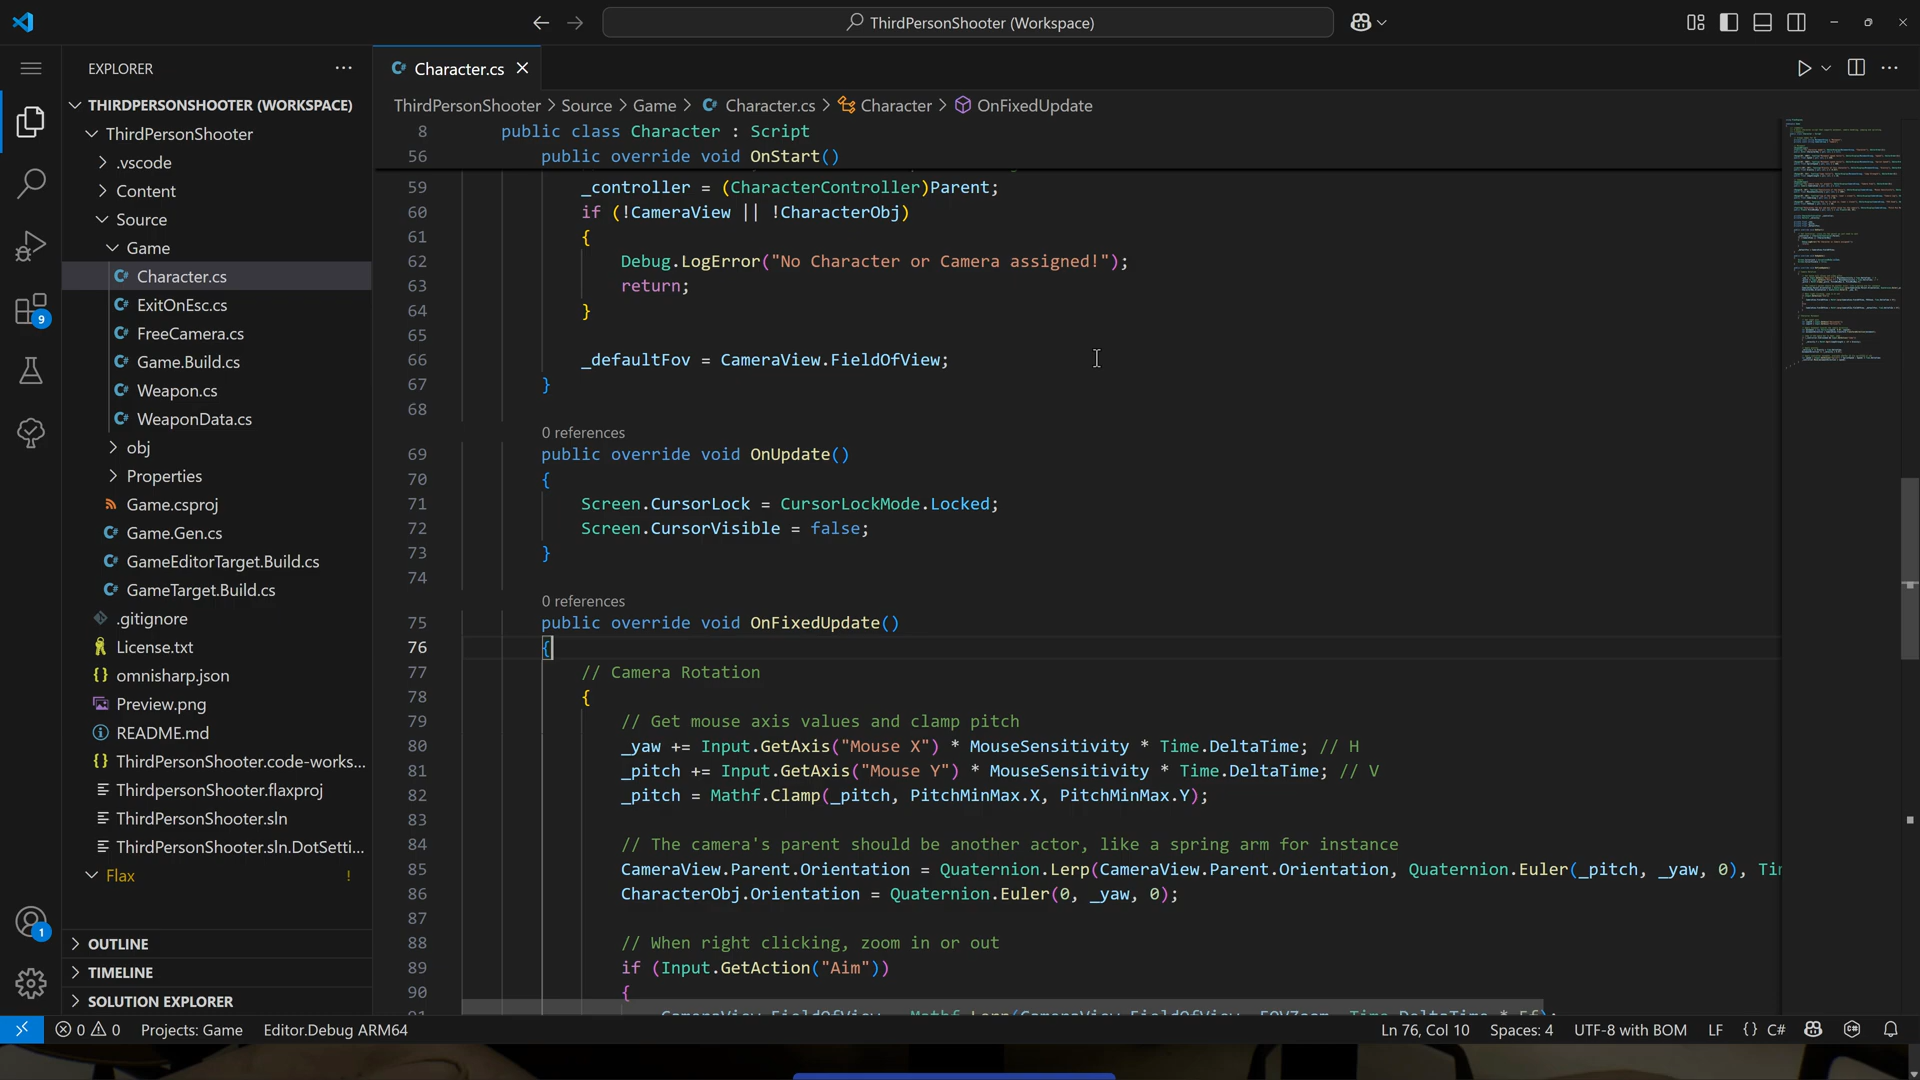 ThirdPersonShooter (Workspace)
EXPLORER
THIRDPERSONSHOOTER (WORKSPACE)
ThirdPersonShooter
.vscode
Content
Source
Game
Character.cs
ExitOnEsc.cs
FreeCamera.cs
Game.Build.cs
Weapon.cs
WeaponData.cs
obj
Properties
Game.csproj
Game.Gen.cs
GameEditorTarget.Build.cs
GameTarget.Build.cs
.gitignore
License.txt
omnisharp.json
Preview.png
README.md
ThirdPersonShooter.code-works...
ThirdpersonShooter.flaxproj
ThirdPersonShooter.sln
ThirdPersonShooter.sln.DotSetti...
Flax !
OUTLINE
TIMELINE
SOLUTION EXPLORER
9
1
Character.cs
ThirdPersonShooter > Source > Game > Character.cs > Character > OnFixedUpdate
8 public class Character : Script
56 public override void OnStart()
59 _controller = (CharacterController)Parent;
60 if (!CameraView || !CharacterObj)
61 {
62 Debug.LogError("No Character or Camera assigned!");
63 return;
64 }
65
66 _defaultFov = CameraView.FieldOfView;
67 }
68
0 references
69 public override void OnUpdate()
70 {
71 Screen.CursorLock = CursorLockMode.Locked;
72 Screen.CursorVisible = false;
73 }
74
0 references
75 public override void OnFixedUpdate()
76 {
77 // Camera Rotation
78 {
79 // Get mouse axis values and clamp pitch
80 _yaw += Input.GetAxis("Mouse X") * MouseSensitivity * Time.DeltaTime; // H
81 _pitch += Input.GetAxis("Mouse Y") * MouseSensitivity * Time.DeltaTime; // V
82 _pitch = Mathf.Clamp(_pitch, PitchMinMax.X, PitchMinMax.Y);
83
84 // The camera's parent should be another actor, like a spring arm for instance
85 CameraView.Parent.Orientation = Quaternion.Lerp(CameraView.Parent.Orientation, Quaternion.Euler(_pitch, _yaw, 0), Tim
86 CharacterObj.Orientation = Quaternion.Euler(0, _yaw, 0);
87
88 // When right clicking, zoom in or out
89 if (Input.GetAction("Aim"))
90 {
0 0 Projects: Game Editor.Debug ARM64
Ln 76, Col 10 Spaces: 4 UTF-8 with BOM LF {} C#